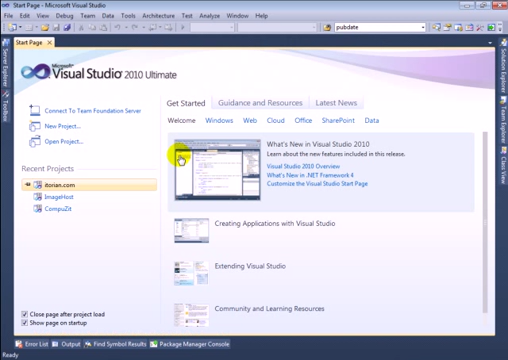 Start Page - Microsoft Visual Studio
File Edit View Debug Team Data Tools Architecture Test Analyze Window Help
pubdate
Start Page
Server Explorer
Toolbox
Microsoft
Visual Studio 2010 Ultimate
Connect To Team Foundation Server
New Project...
Open Project...
Recent Projects
itorian.com
ImageHost
CompuZit
Close page after project load
Show page on startup
Get Started
Guidance and Resources
Latest News
Welcome Windows Web Cloud Office SharePoint Data
What's New in Visual Studio 2010
Learn about the new features included in this release.
Visual Studio 2010 Overview
What's New in .NET Framework 4
Customize the Visual Studio Start Page
Creating Applications with Visual Studio
Extending Visual Studio
Community and Learning Resources
Solution Explorer
Team Explorer
Class View
Error List Output Find Symbol Results Package Manager Console
Ready